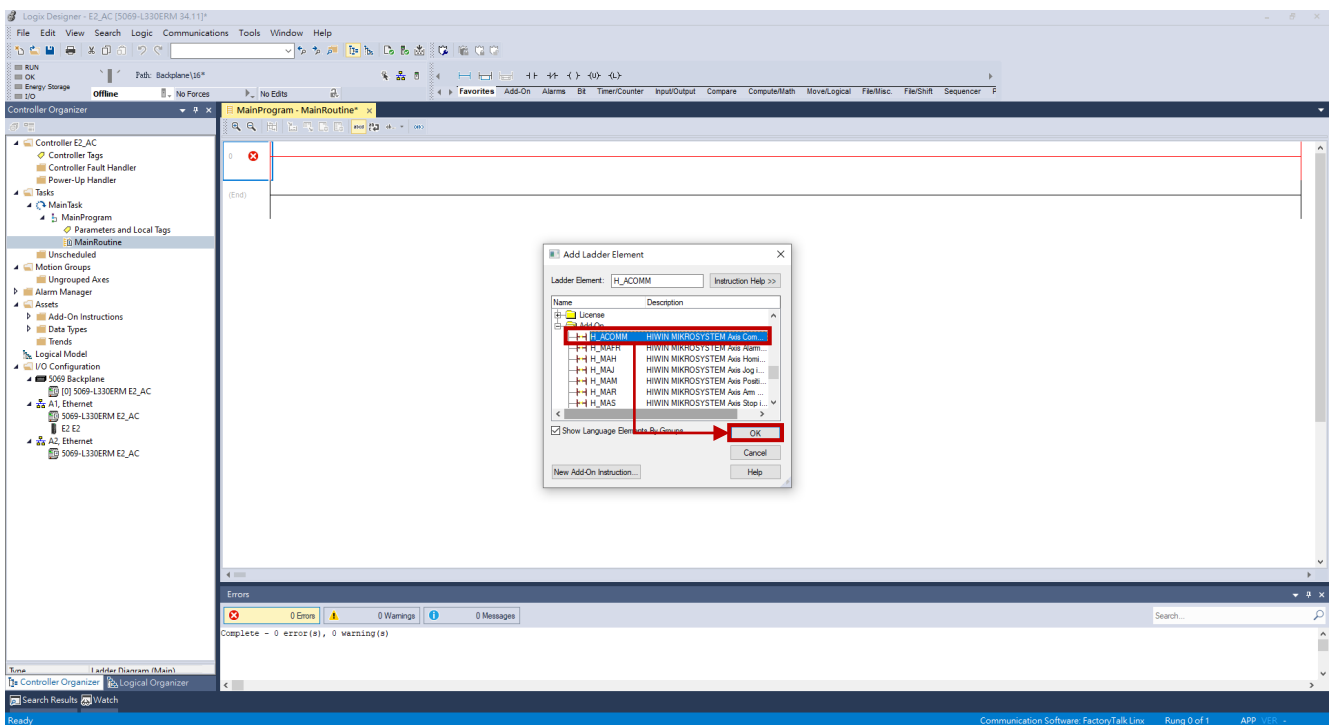 Logix Designer - E2_AC [5069-L330ERM 34.11]*
File Edit View Search Logic Communications Tools Window Help
RUN
OK
Energy Storage
I/O
Path: Backplane\16*
Offline
No Forces
No Edits
Favorites Add-On Alarms Bit Timer/Counter Input/Output Compare Compute/Math Move/Logical File/Misc. File/Shift Sequencer
Controller Organizer
MainProgram - MainRoutine*
Controller E2_AC
Controller Tags
Controller Fault Handler
Power-Up Handler
Tasks
MainTask
MainProgram
Parameters and Local Tags
MainRoutine
Unscheduled
Motion Groups
Ungrouped Axes
Alarm Manager
Assets
Add-On Instructions
Data Types
Trends
Logical Model
I/O Configuration
5069 Backplane
[0] 5069-L330ERM E2_AC
A1, Ethernet
5069-L330ERM E2_AC
E2 E2
A2, Ethernet
5069-L330ERM E2_AC
0
(End)
Add Ladder Element
Ladder Element: H_ACOMM Instruction Help >>
Name Description
License
Add-On
H_ACOMM HIWIN MIKROSYSTEM Axis Com...
H_MAFR HIWIN MIKROSYSTEM Axis Alarm...
H_MAH HIWIN MIKROSYSTEM Axis Homi...
H_MAJ HIWIN MIKROSYSTEM Axis Jog i...
H_MAM HIWIN MIKROSYSTEM Axis Positi...
H_MAR HIWIN MIKROSYSTEM Axis Arm ...
H_MAS HIWIN MIKROSYSTEM Axis Stop i...
Show Language Elements By Groups
OK
Cancel
New Add-On Instruction...
Help
Errors
0 Errors 0 Warnings 0 Messages
Search...
Complete - 0 error(s), 0 warning(s)
Type Ladder Diagram (Main)
Controller Organizer Logical Organizer
Search Results Watch
Ready
Communication Software: FactoryTalk Linx Rung 0 of 1 APP VER